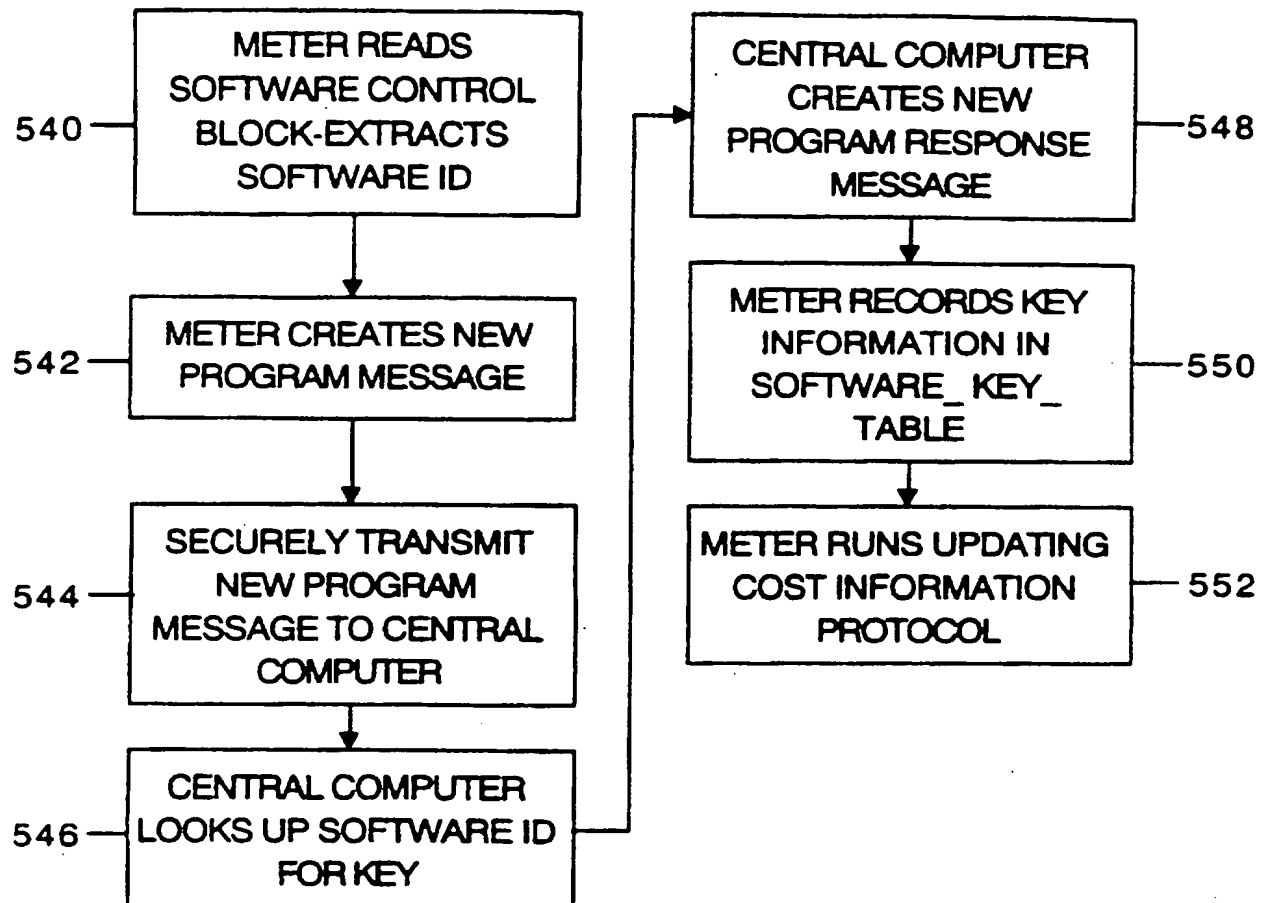 METER READS
SOFTWARE CONTROL
BLOCK-EXTRACTS
SOFTWARE ID
540
METER CREATES NEW
PROGRAM MESSAGE
542
SECURELY TRANSMIT
NEW PROGRAM
MESSAGE TO CENTRAL
COMPUTER
544
CENTRAL COMPUTER
LOOKS UP SOFTWARE ID
FOR KEY
546
CENTRAL COMPUTER
CREATES NEW
PROGRAM RESPONSE
MESSAGE
548
METER RECORDS KEY
INFORMATION IN
SOFTWARE_ KEY_
TABLE
550
METER RUNS UPDATING
COST INFORMATION
PROTOCOL
552